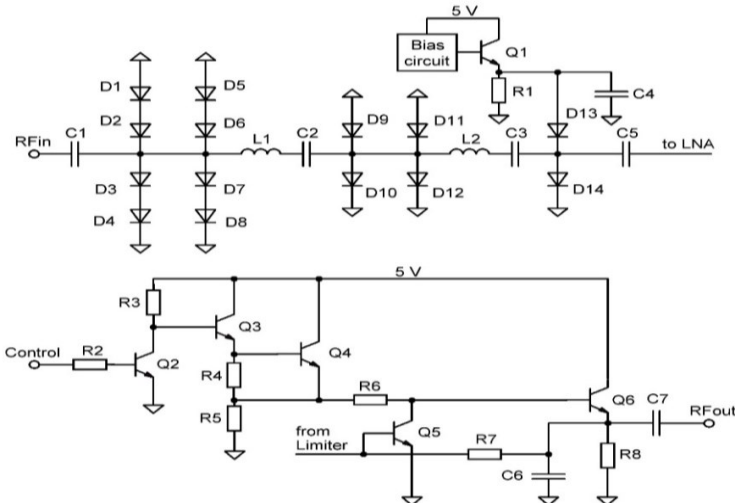 5 V
Bias
circuit
Q1
R1
C4
D1
D5
D2
D6
D9
D11
D13
RFin
C1
L1
C2
L2
C3
C5
to LNA
D3
D7
D10
D12
D14
D4
D8
5 V
R3
Q3
Q4
Control
R2
Q2
R4
R6
Q6
C7
RFout
R5
from
Limiter
Q5
R7
R8
C6